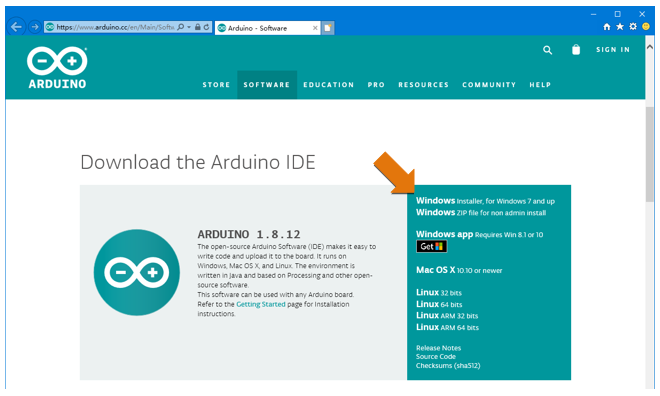 https://www.arduino.cc/en/Main/Softw
Arduino - Software
SIGN IN
ARDUINO
STORE SOFTWARE EDUCATION PRO RESOURCES COMMUNITY HELP
Download the Arduino IDE
ARDUINO 1.8.12
The open-source Arduino Software (IDE) makes it easy to
write code and upload it to the board. It runs on
Windows, Mac OS X, and Linux. The environment is
written in Java and based on Processing and other open-
source software.
This software can be used with any Arduino board.
Refer to the Getting Started page for Installation
instructions.
Windows Installer, for Windows 7 and up
Windows ZIP file for non admin install
Windows app Requires Win 8.1 or 10
Get
Mac OS X 10.10 or newer
Linux 32 bits
Linux 64 bits
Linux ARM 32 bits
Linux ARM 64 bits
Release Notes
Source Code
Checksums (sha512)